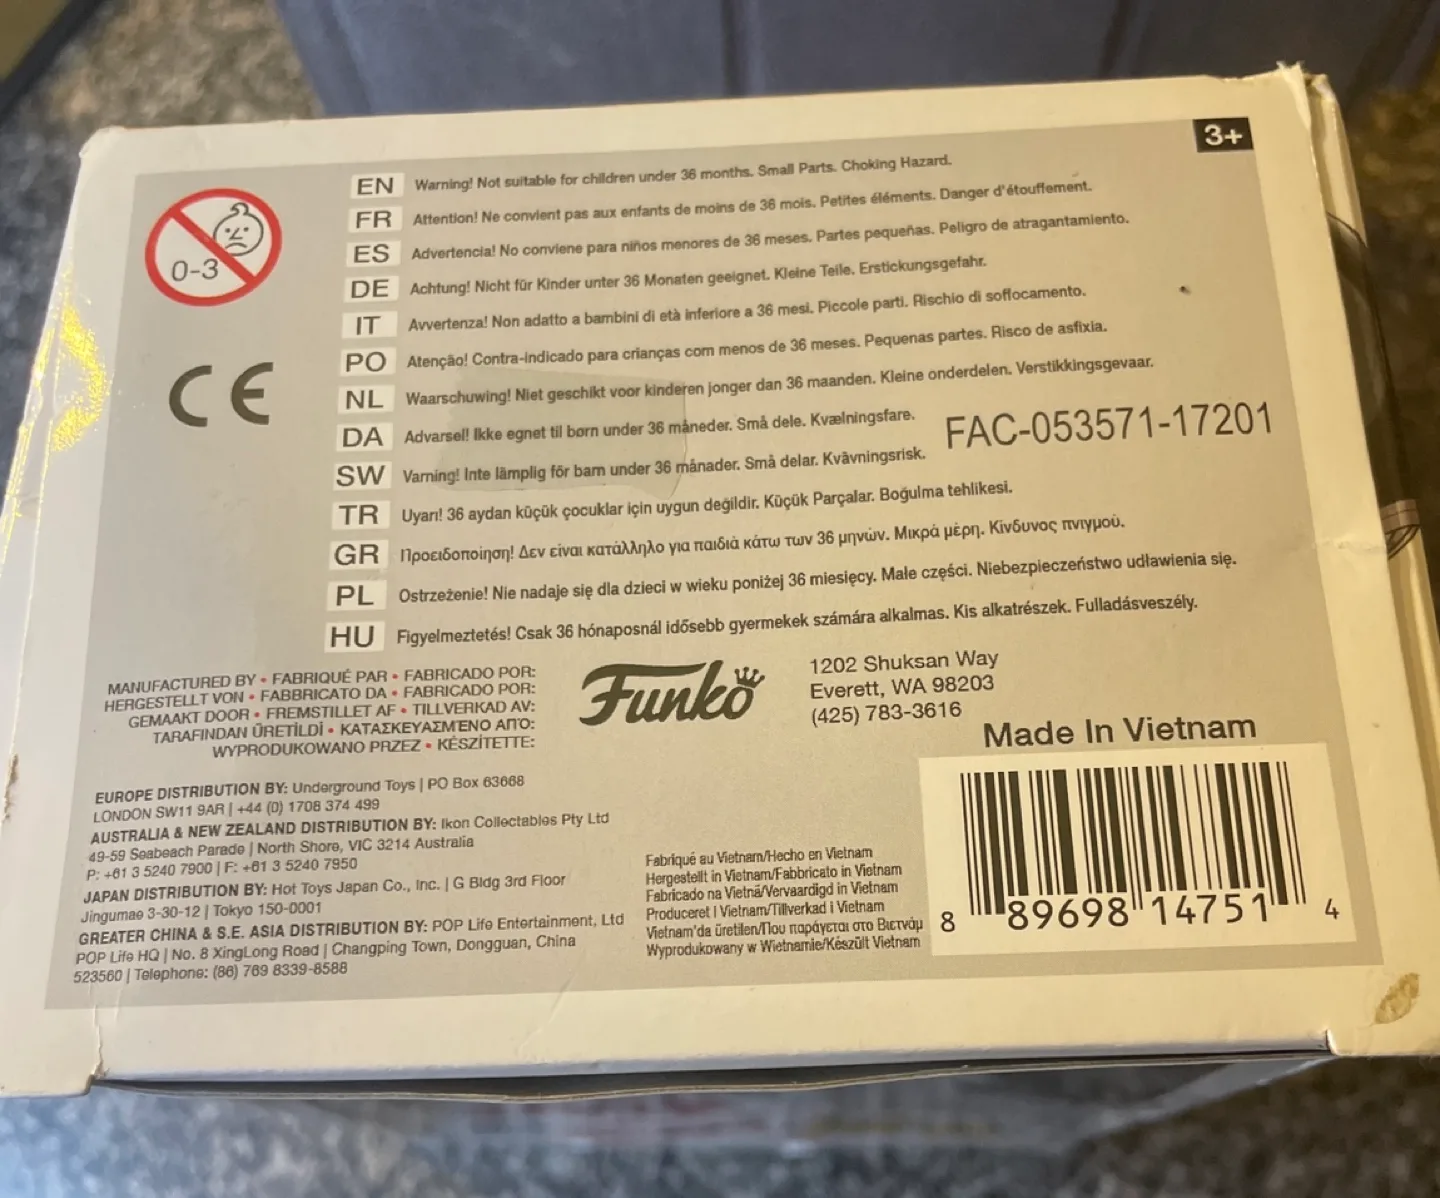 3+
0-3
CE
EN Warning! Not suitable for children under 36 months. Small Parts. Choking Hazard.
FR Attention! Ne convient pas aux enfants de moins de 36 mois. Petites éléments. Danger d'étouffement.
ES Advertencia! No conviene para niños menores de 36 meses. Partes pequeñas. Peligro de atragantamiento.
DE Achtung! Nicht für Kinder unter 36 Monaten geeignet. Kleine Teile. Erstickungsgefahr.
IT Avvertenza! Non adatto a bambini di età inferiore a 36 mesi. Piccole parti. Rischio di soffocamento.
PO Atenção! Contra-indicado para crianças com menos de 36 meses. Pequenas partes. Risco de asfixia.
NL Waarschuwing! Niet geschikt voor kinderen jonger dan 36 maanden. Kleine onderdelen. Verstikkingsgevaar.
DA Advarsel! Ikke egnet til børn under 36 måneder. Små dele. Kvælningsfare.
FAC-053571-17201
SW Varning! Inte lämplig för barn under 36 månader. Små delar. Kvävningsrisk.
TR Uyarı! 36 aydan küçük çocuklar için uygun değildir. Küçük Parçalar. Boğulma tehlikesi.
GR Προειδοποίηση! Δεν είναι κατάλληλο για παιδιά κάτω των 36 μηνών. Μικρά μέρη. Κίνδυνος πνιγμού.
PL Ostrzeżenie! Nie nadaje się dla dzieci w wieku poniżej 36 miesięcy. Małe części. Niebezpieczeństwo udławienia się.
HU Figyelmeztetés! Csak 36 hónaposnál idősebb gyermekek számára alkalmas. Kis alkatrészek. Fulladásveszély.
MANUFACTURED BY • FABRIQUÉ PAR • FABRICADO POR:
HERGESTELLT VON • FABBRICATO DA • FABRICADO POR:
GEMAAKT DOOR • FREMSTILLET AF • TILLVERKAD AV:
TARAFINDAN ÜRETİLDİ • ΚΑΤΑΣΚΕΥΑΣΜΈΝΟ ΑΠΌ:
WYPRODUKOWANO PRZEZ • KÉSZÍTETTE:
Funko
1202 Shuksan Way
Everett, WA 98203
(425) 783-3616
Made In Vietnam
EUROPE DISTRIBUTION BY: Underground Toys | PO Box 63668
LONDON SW11 9AR | +44 (0) 1708 374 499
AUSTRALIA & NEW ZEALAND DISTRIBUTION BY: Ikon Collectables Pty Ltd
49-59 Seabeach Parade | North Shore, VIC 3214 Australia
P: +61 3 5240 7900 | F: +61 3 5240 7950
JAPAN DISTRIBUTION BY: Hot Toys Japan Co., Inc. | G Bldg 3rd Floor
Jingumae 3-30-12 | Tokyo 150-0001
GREATER CHINA & S.E. ASIA DISTRIBUTION BY: POP Life Entertainment, Ltd
POP Life HQ | No. 8 XingLong Road | Changping Town, Dongguan, China
523560 | Telephone: (86) 769 8339-8588
Fabriqué au Vietnam/Hecho en Vietnam
Hergestellt in Vietnam/Fabbricato in Vietnam
Fabricado na Vietnã/Vervaardigd in Vietnam
Produceret I Vietnam/Tillverkad i Vietnam
Vietnam'da üretilen/Που παράγεται στο Βιετνάμ
Wyprodukowany w Wietnamie/Készült Vietnam
8 89698 14751 4